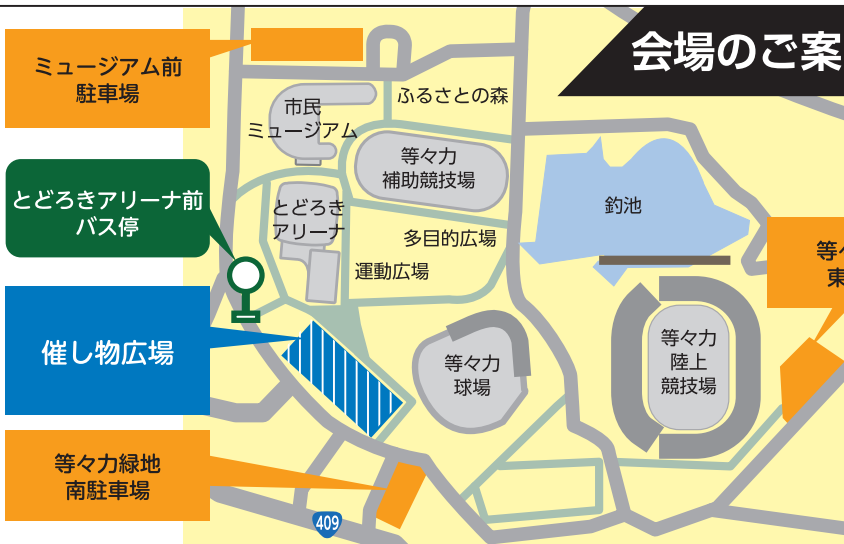 会場のご案
ミュージアム前
駐車場
市民
ミュージアム
ふるさとの森
等々力
補助競技場
とどろきアリーナ前
バス停
とどろき
アリーナ
多目的広場
運動広場
釣池
等々
東
催し物広場
等々力
球場
等々力
陸上
競技場
等々力緑地
南駐車場
409